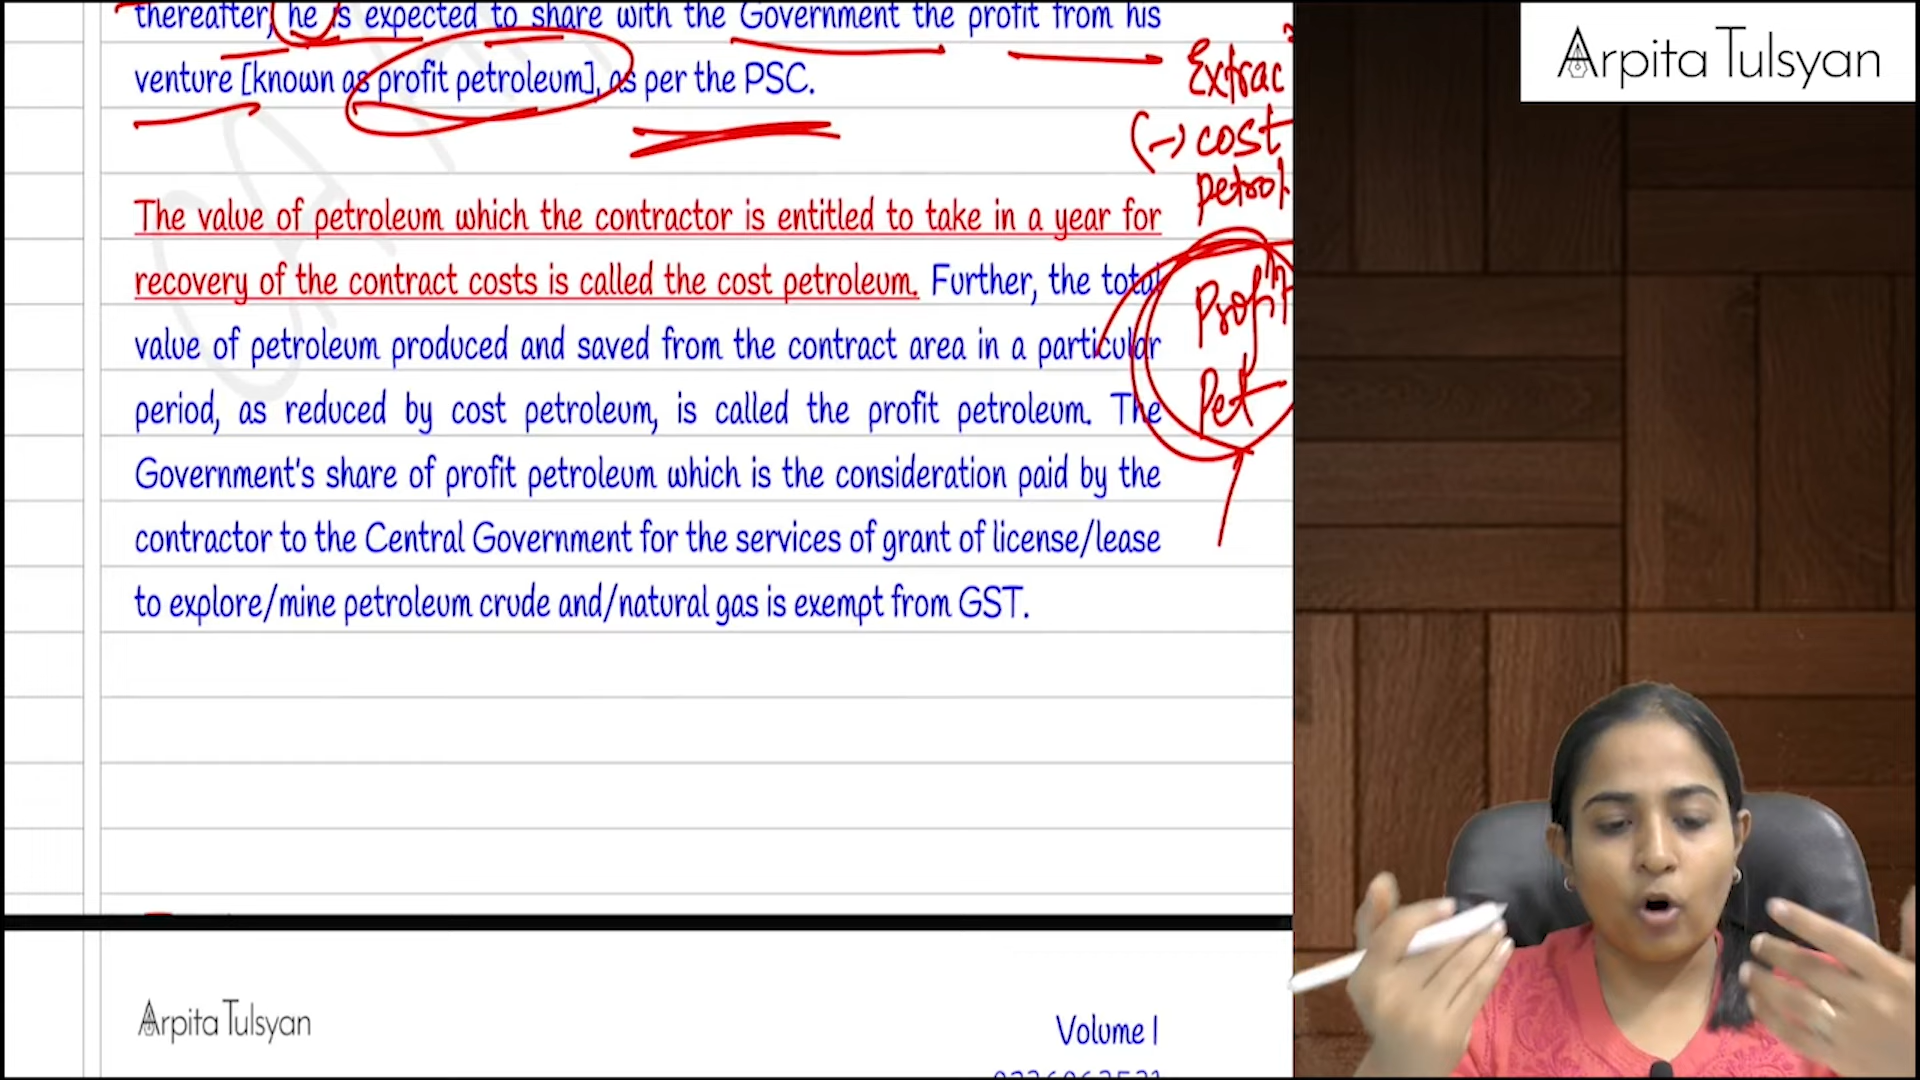 thereafter, he is expected to share with the Government the profit from his
venture [known as profit petroleum], as per the PSC.
The value of petroleum which the contractor is entitled to take in a year for
recovery of the contract costs is called the cost petroleum. Further, the total
value of petroleum produced and saved from the contract area in a particular
period, as reduced by cost petroleum, is called the profit petroleum. The
Government's share of profit petroleum which is the consideration paid by the
contractor to the Central Government for the services of grant of license/lease
to explore/mine petroleum crude and/natural gas is exempt from GST.
Extrac
(-) cost
petrol
Profit
Pet
Arpita Tulsyan
Arpita Tulsyan
Volume I